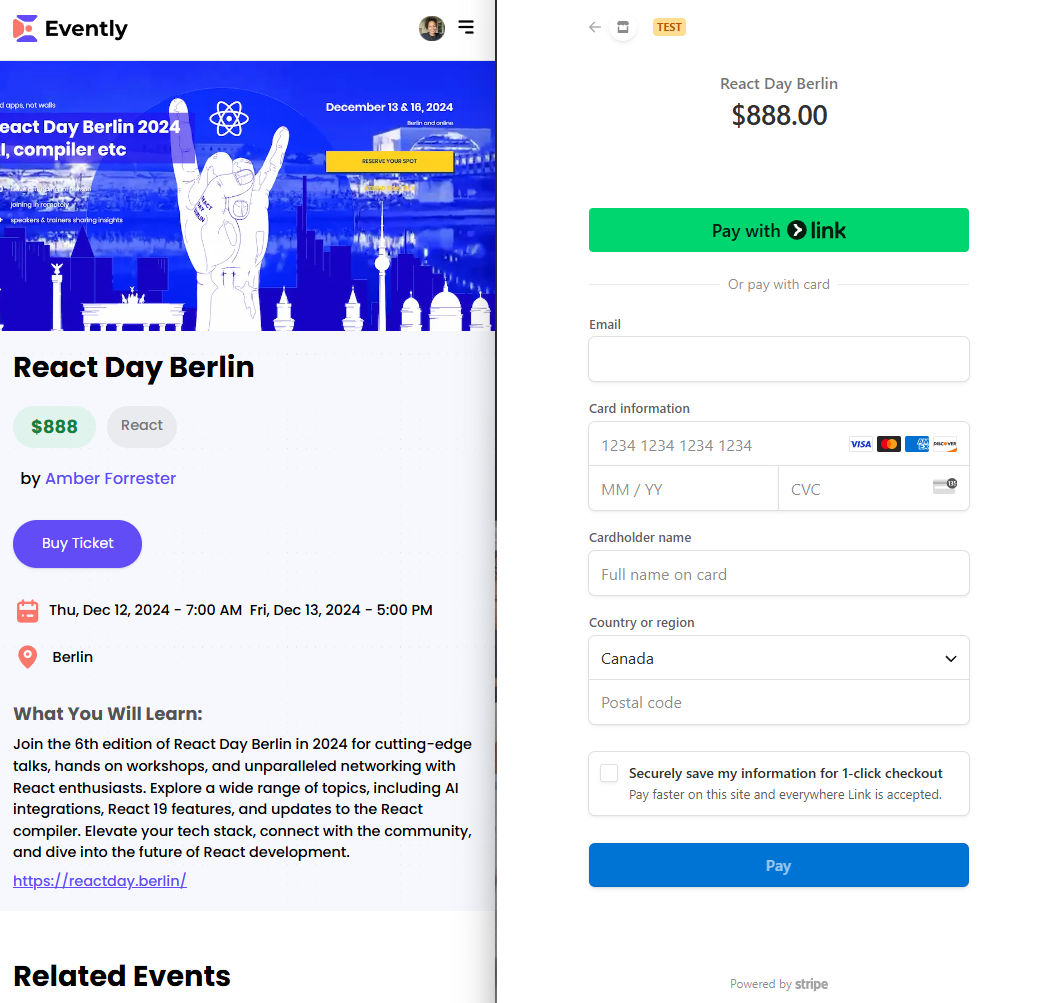 Evently
d apps, not walls
eact Day Berlin 2024
I, compiler etc
joining in remotely
speakers & trainers sharing insights
December 13 & 16, 2024
Berlin and online
RESERVE YOUR SPOT
REACT
DAY
BERLIN
React Day Berlin
$888
React
by Amber Forrester
Buy Ticket
Thu, Dec 12, 2024 - 7:00 AM Fri, Dec 13, 2024 - 5:00 PM
Berlin
What You Will Learn:
Join the 6th edition of React Day Berlin in 2024 for cutting-edge
talks, hands on workshops, and unparalleled networking with
React enthusiasts. Explore a wide range of topics, including AI
integrations, React 19 features, and updates to the React
compiler. Elevate your tech stack, connect with the community,
and dive into the future of React development.
https://reactday.berlin/
Related Events
TEST
React Day Berlin
$888.00
Pay with link
Or pay with card
Email
Card information
1234 1234 1234 1234
VISA
AM
EX
DISCOVER
MM / YY
CVC
135
Cardholder name
Full name on card
Country or region
Canada
Postal code
Securely save my information for 1-click checkout
Pay faster on this site and everywhere Link is accepted.
Pay
Powered by stripe